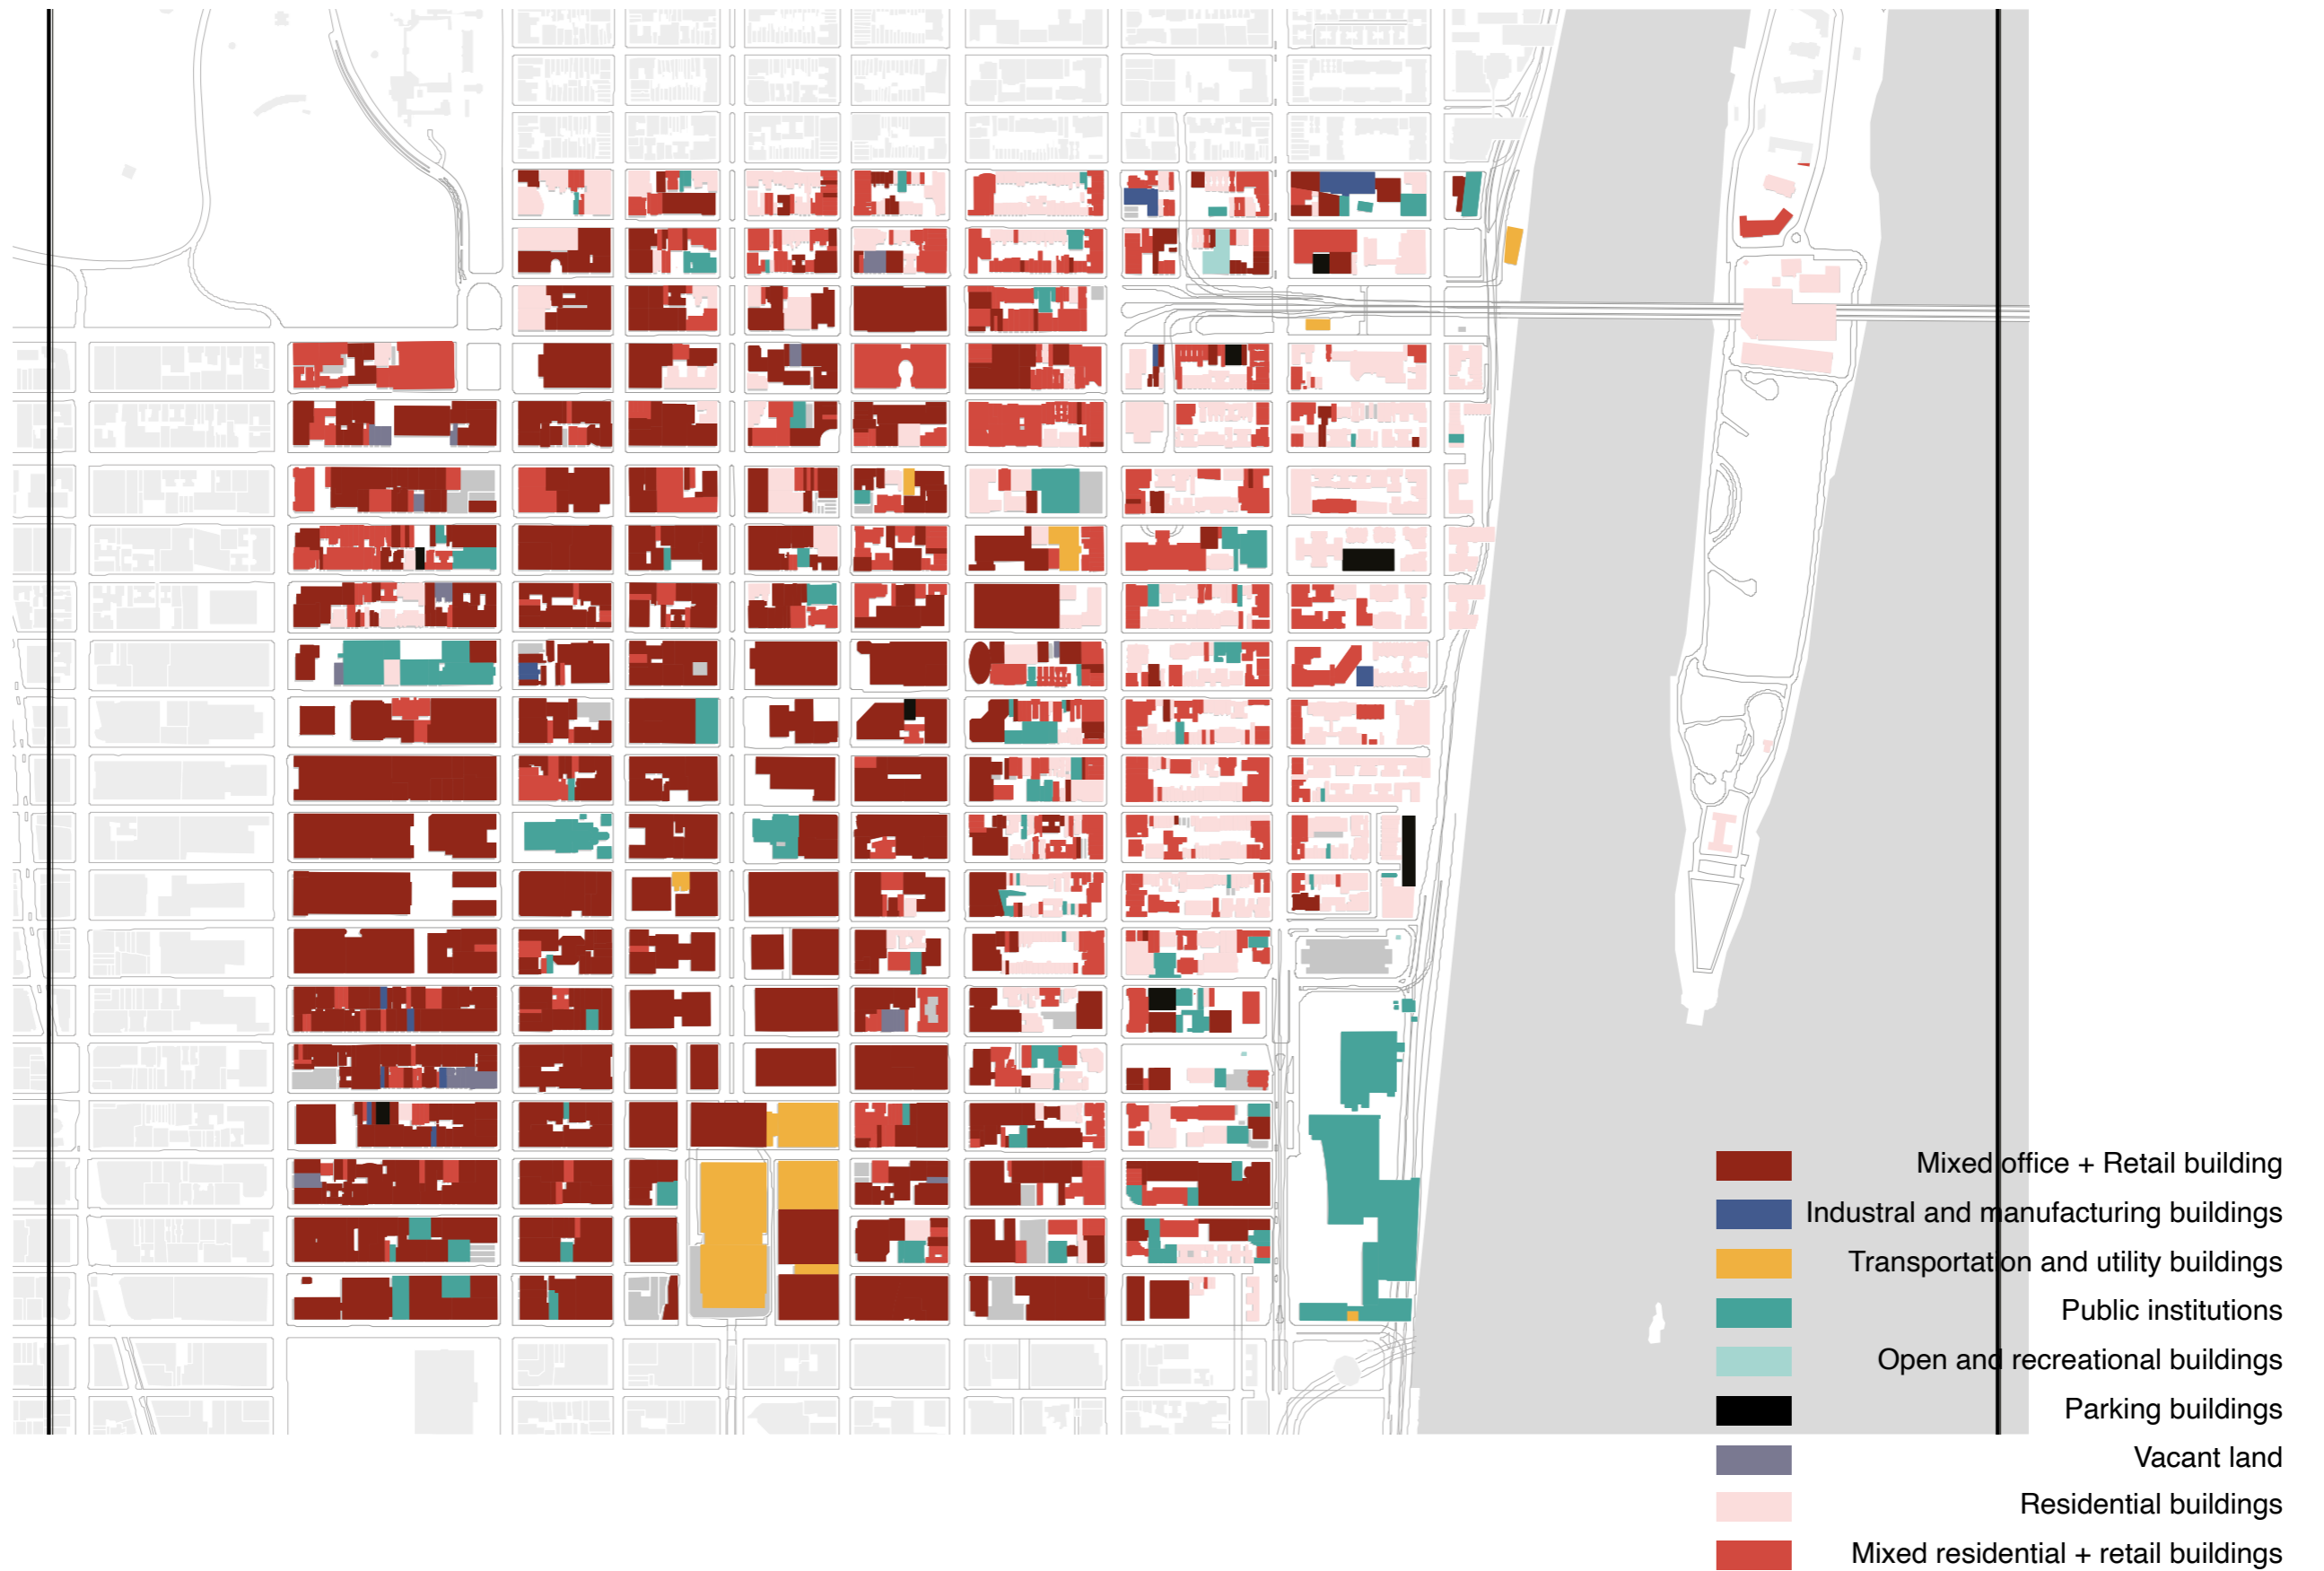 Mixed office + Retail building
Industral and manufacturing buildings
Transportation and utility buildings
Public institutions
Open and recreational buildings
Parking buildings
Vacant land
Residential buildings
Mixed residential + retail buildings